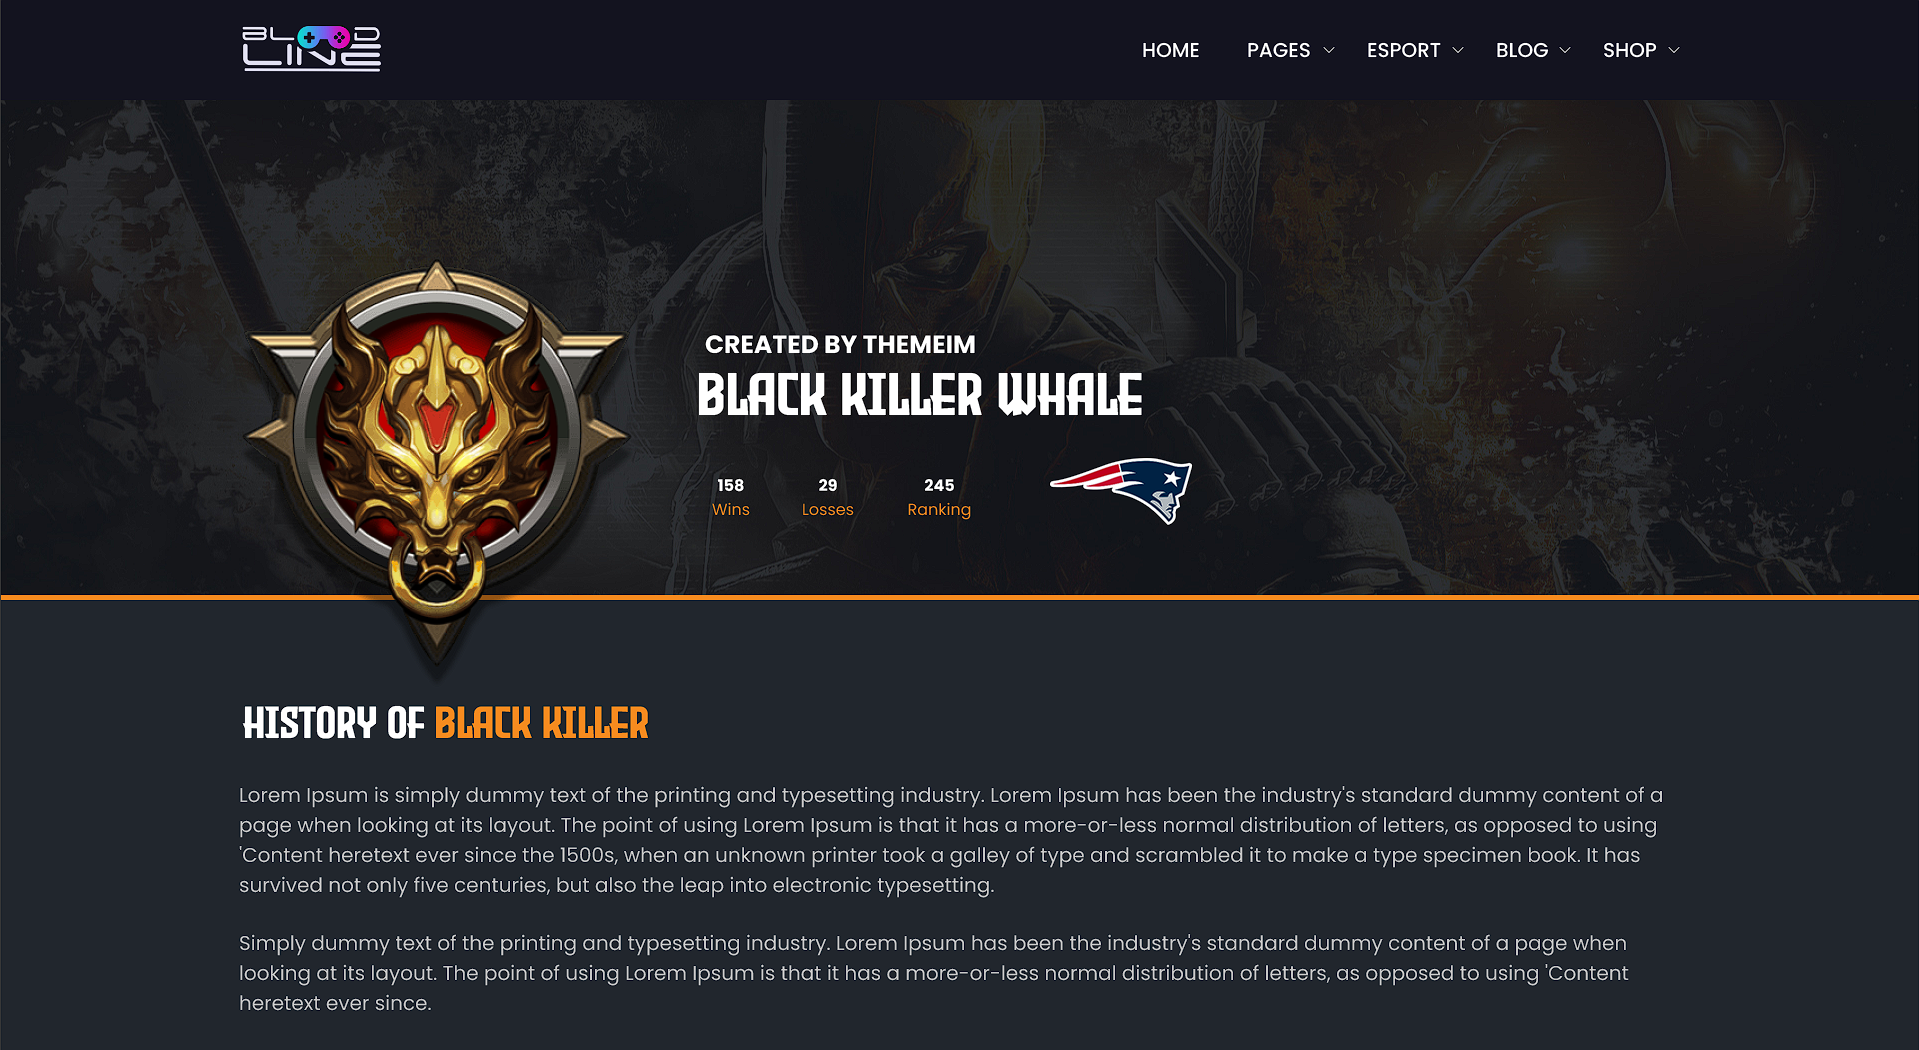 BLOOD
LINE
HOME PAGES ESPORT BLOG SHOP
CREATED BY THEMEIM
BLACK KILLER WHALE
158 29 245
Wins Losses Ranking
HISTORY OF BLACK KILLER
Lorem Ipsum is simply dummy text of the printing and typesetting industry. Lorem Ipsum has been the industry's standard dummy content of a
page when looking at its layout. The point of using Lorem Ipsum is that it has a more-or-less normal distribution of letters, as opposed to using
'Content heretext ever since the 1500s, when an unknown printer took a galley of type and scrambled it to make a type specimen book. It has
survived not only five centuries, but also the leap into electronic typesetting.
Simply dummy text of the printing and typesetting industry. Lorem Ipsum has been the industry's standard dummy content of a page when
looking at its layout. The point of using Lorem Ipsum is that it has a more-or-less normal distribution of letters, as opposed to using 'Content
heretext ever since.